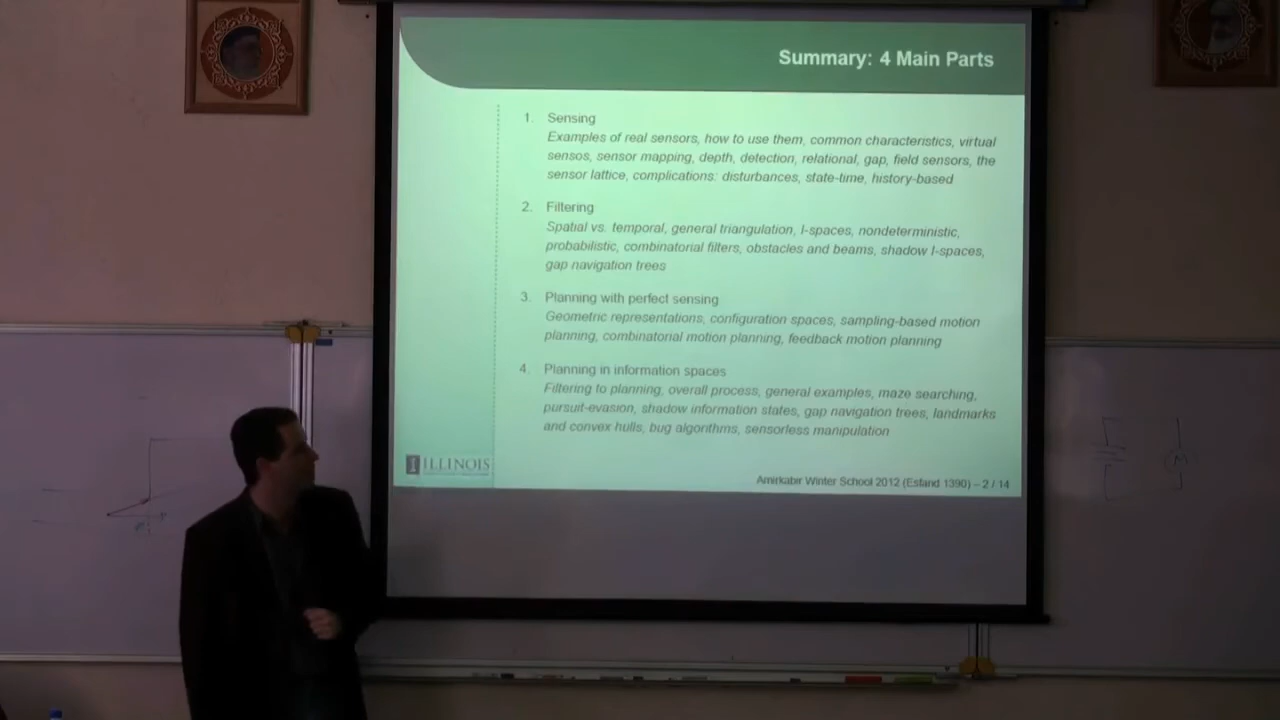 Summary: 4 Main Parts
1. Sensing
Examples of real sensors, how to use them, common characteristics, virtual
sensos, sensor mapping, depth, detection, relational, gap, field sensors, the
sensor lattice, complications: disturbances, state-time, history-based
2. Filtering
Spatial vs. temporal, general triangulation, I-spaces, nondeterministic,
probabilistic, combinatorial filters, obstacles and beams, shadow I-spaces,
gap navigation trees
3. Planning with perfect sensing
Geometric representations, configuration spaces, sampling-based motion
planning, combinatorial motion planning, feedback motion planning
4. Planning in information spaces
Filtering to planning, overall process, general examples, maze searching,
pursuit-evasion, shadow information states, gap navigation trees, landmarks
and convex hulls, bug algorithms, sensorless manipulation
I ILLINOIS
Amirkabir Winter School 2012 (Esfand 1390) – 2 / 14